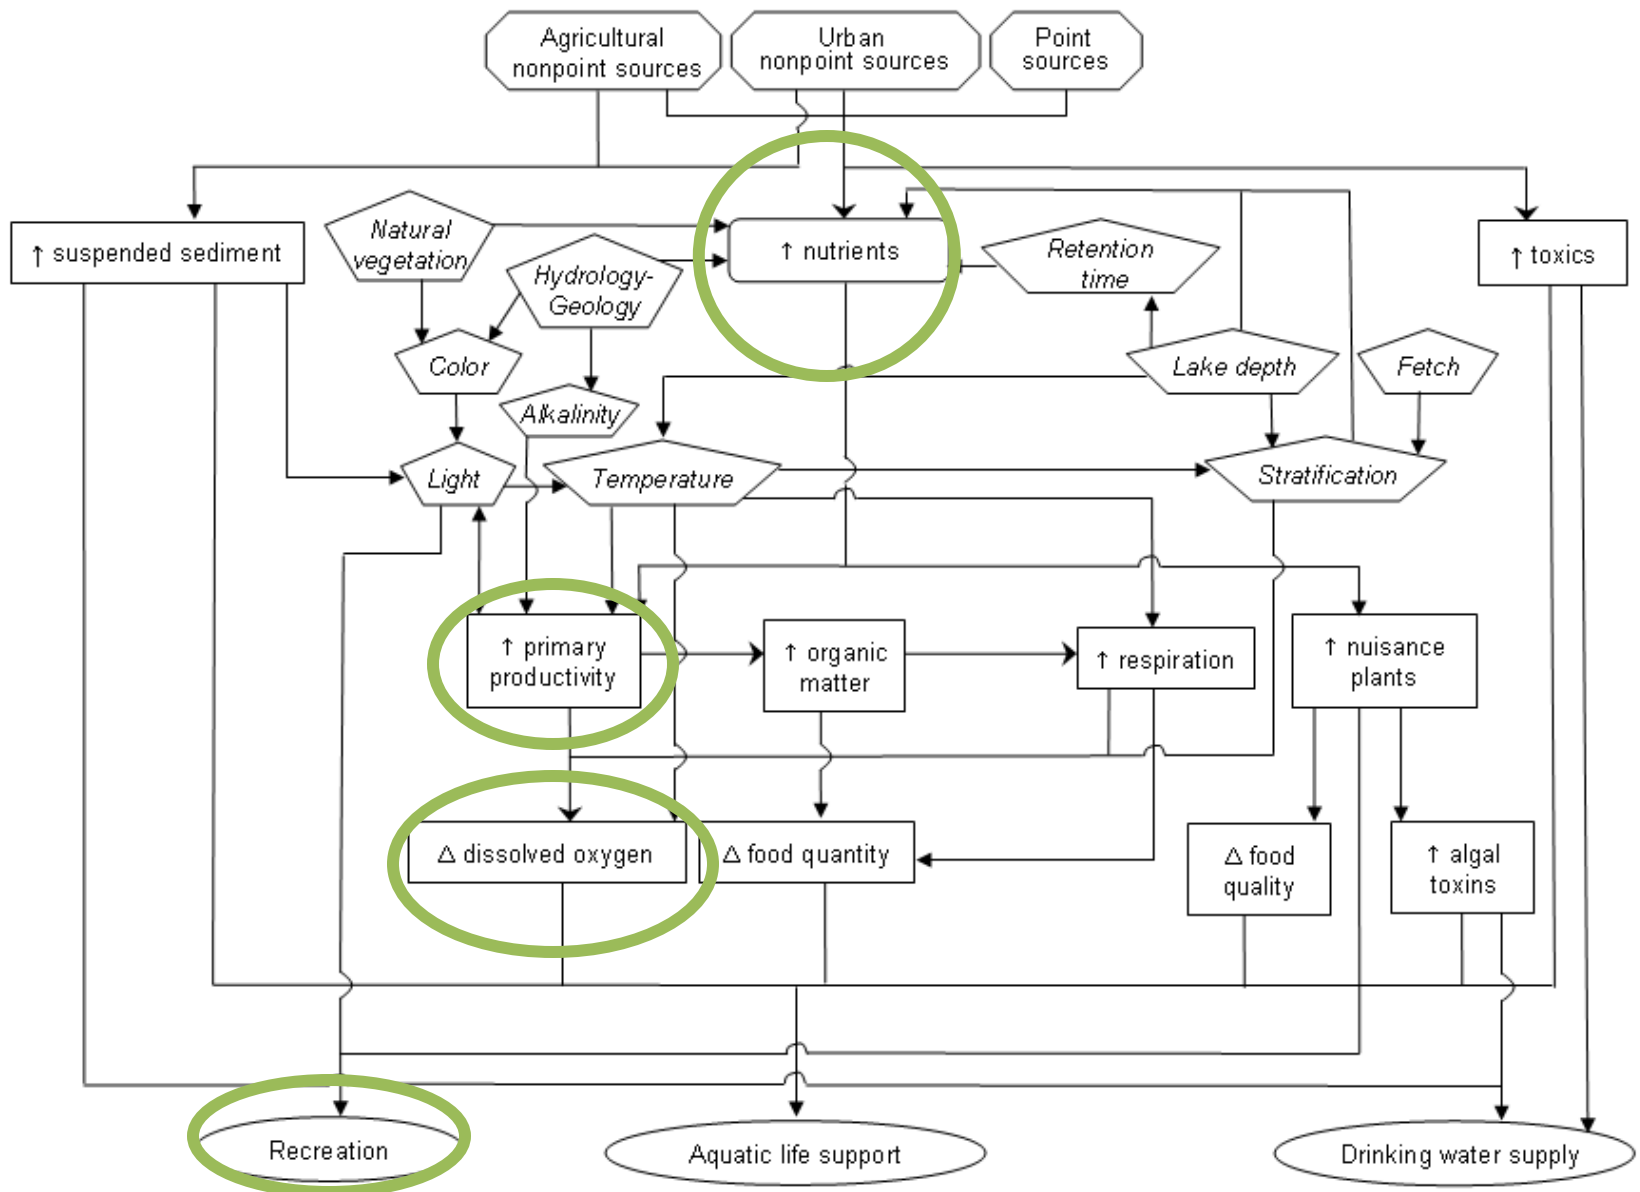 Agricultural
nonpoint sources
Urban
nonpoint sources
Point
sources
↑ suspended sediment
Natural
vegetation
Hydrology-
Geology
↑ nutrients
Retention
time
↑ toxics
Color
Alkalinity
Lake depth
Fetch
Light
Temperature
Stratification
↑ primary
productivity
↑ organic
matter
↑ respiration
↑ nuisance
plants
Δ dissolved oxygen
Δ food quantity
Δ food
quality
↑ algal
toxins
Recreation
Aquatic life support
Drinking water supply